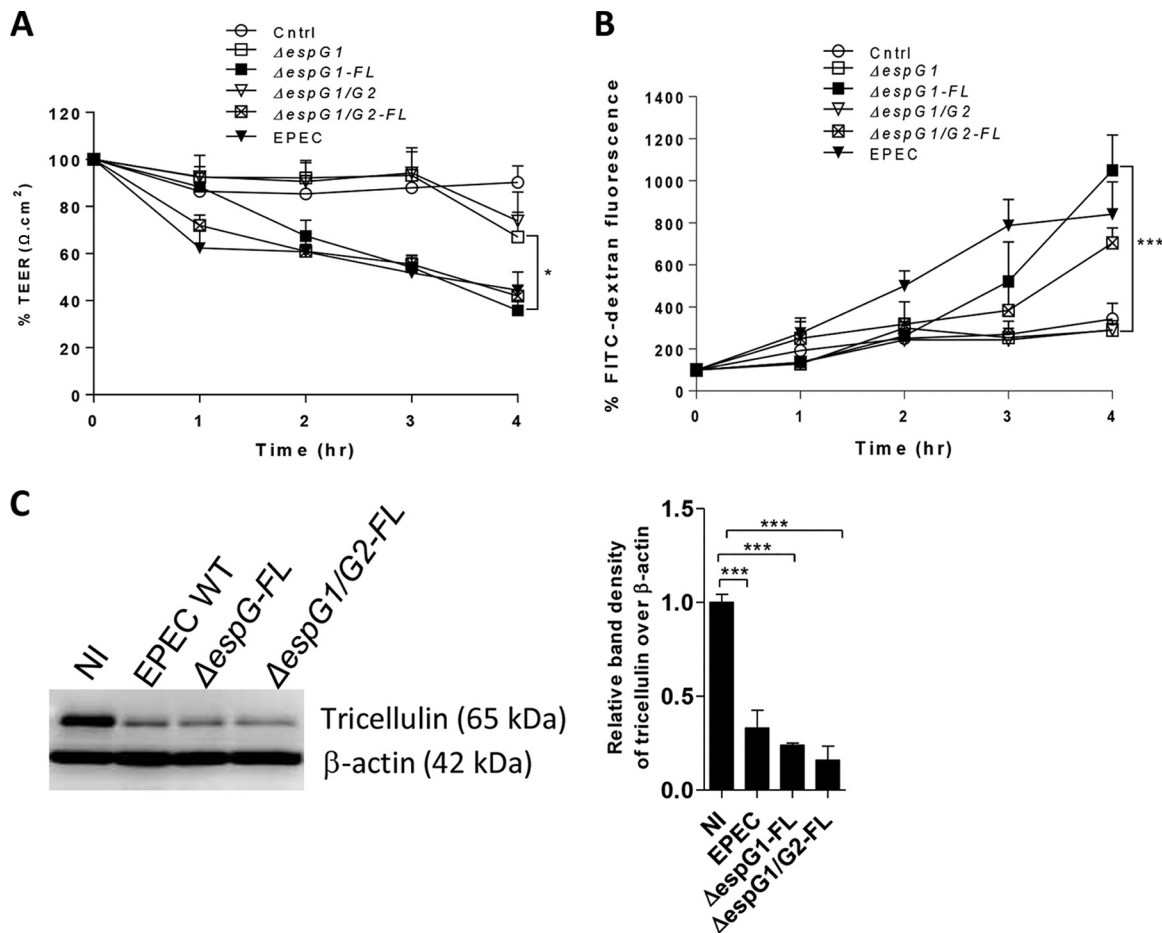 A
Cntrl
ΔespG1
ΔespG1-FL
ΔespG1/G2
ΔespG1/G2-FL
EPEC
% TEER (Ω.cm²)
120
100
80
60
40
20
0
*
0 1 2 3 4
Time (hr)
B
Cntrl
ΔespG1
ΔespG1-FL
ΔespG1/G2
ΔespG1/G2-FL
EPEC
% FITC-dextran fluorescence
1400
1200
1000
800
600
400
200
100
0
***
0 1 2 3 4
Time (hr)
C
NI
EPEC WT
ΔespG-FL
ΔespG1/G2-FL
Tricellulin (65 kDa)
β-actin (42 kDa)
Relative band density
of tricellulin over β-actin
1.5
1.0
0.5
0.0
***
***
***
NI
EPEC
ΔespG1-FL
ΔespG1/G2-FL